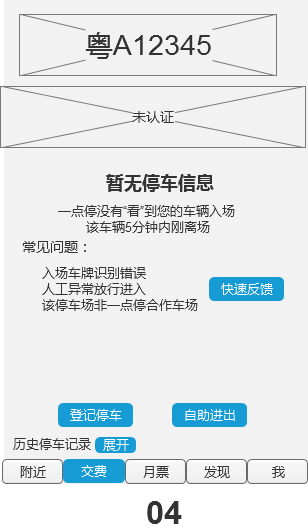 粤A12345
未认证
暂无停车信息
一点停没有“看”到您的车辆入场
该车辆5分钟内刚离场
常见问题：
入场车牌识别错误
人工异常放行进入
该停车场非一点停合作车场
快速反馈
登记停车
自助进出
历史停车记录 展开
附近 交费 月票 发现 我
04